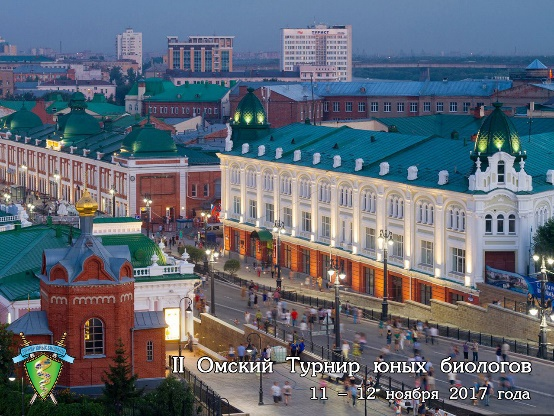 II Омский Турнир юных биологов
11 – 12 ноября 2017 года